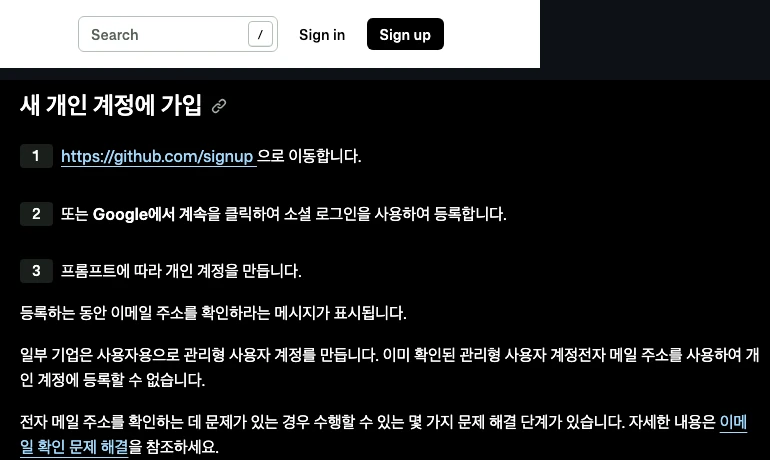 Search / Sign in Sign up
새 개인 계정에 가입
1 https://github.com/signup 으로 이동합니다.
2 또는 Google에서 계속을 클릭하여 소셜 로그인을 사용하여 등록합니다.
3 프롬프트에 따라 개인 계정을 만듭니다.
등록하는 동안 이메일 주소를 확인하라는 메시지가 표시됩니다.
일부 기업은 사용자용으로 관리형 사용자 계정를 만듭니다. 이미 확인된 관리형 사용자 계정전자 메일 주소를 사용하여 개
인 계정에 등록할 수 없습니다.
전자 메일 주소를 확인하는 데 문제가 있는 경우 수행할 수 있는 몇 가지 문제 해결 단계가 있습니다. 자세한 내용은 이메
일 확인 문제 해결을 참조하세요.